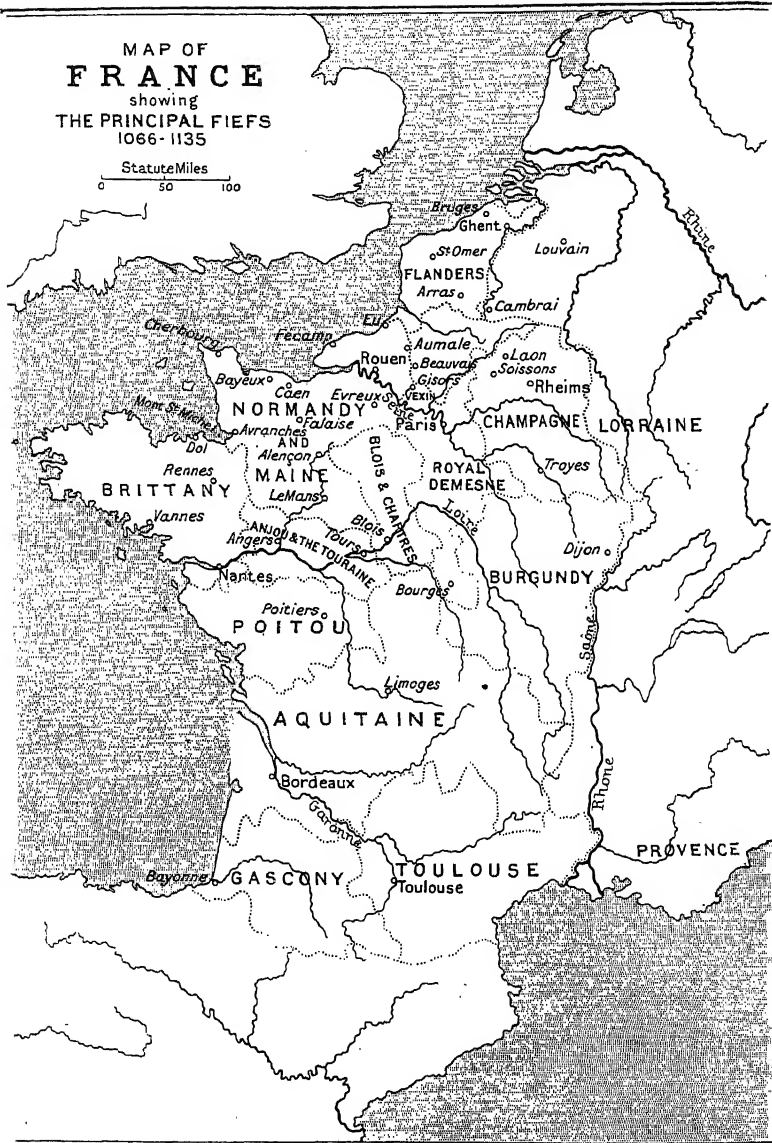 MAP OF
FRANCE
showing
THE PRINCIPAL FIEFS
1066-1135
Statute Miles
0 50 100
Rhine
Bruges
Ghent
Louvain
St Omer
FLANDERS
Arras
Cambrai
Eu
Cherbourg
Fécamp
Aumale
Laon
Rouen
Beauvais
Soissons
Gisors
Rheims
Bayeux
Caen
Evreux
VEXIN
Seine
NORMANDY
Paris
CHAMPAGNE
LORRAINE
Mont St Michel
Falaise
Avranches
AND
Dol
Alençon
BLOIS & CHARTRES
ROYAL
DEMESNE
Troyes
Rennes
MAINE
BRITTANY
Le Mans
Loire
Vannes
Blois
ANJOU & THE TOURAINE
Angers
Tours
Dijon
Nantes
BURGUNDY
Bourges
Poitiers
POITOU
Saône
Limoges
AQUITAINE
Bordeaux
Rhone
Garonne
PROVENCE
Bayonne
GASCONY
TOULOUSE
Toulouse